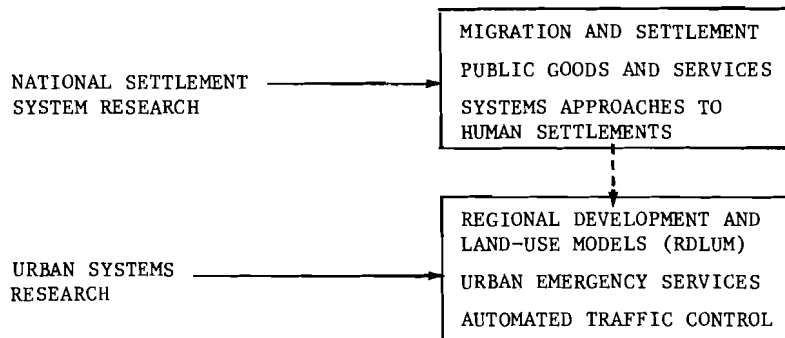 NATIONAL SETTLEMENT
SYSTEM RESEARCH
MIGRATION AND SETTLEMENT
PUBLIC GOODS AND SERVICES
SYSTEMS APPROACHES TO
HUMAN SETTLEMENTS
URBAN SYSTEMS
RESEARCH
REGIONAL DEVELOPMENT AND
LAND-USE MODELS (RDLUM)
URBAN EMERGENCY SERVICES
AUTOMATED TRAFFIC CONTROL